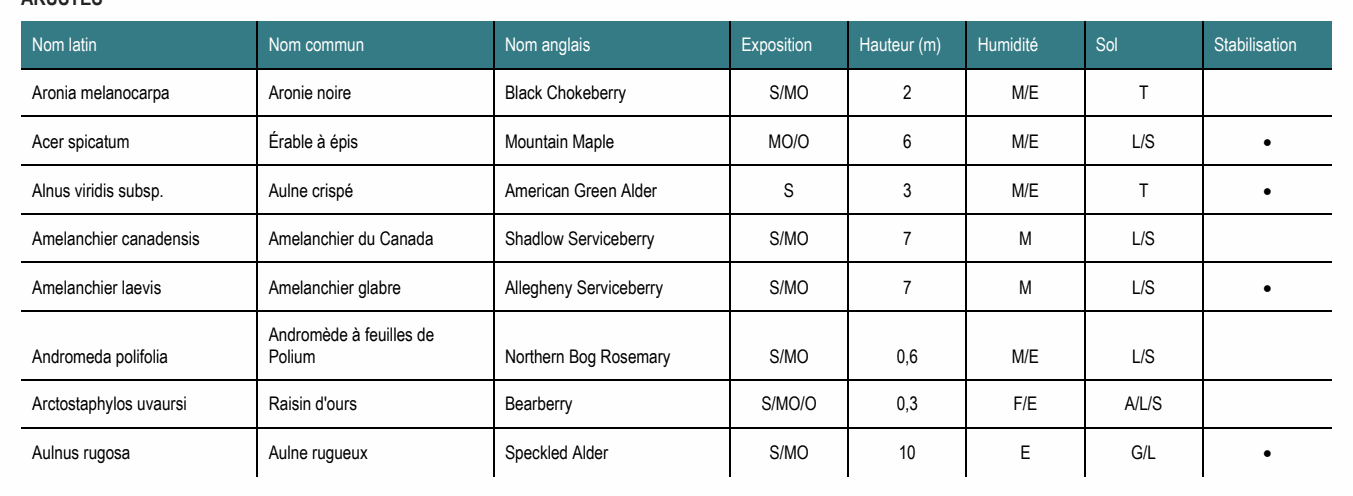 ARBUTES
Nom latin Nom commun Nom anglais Exposition Hauteur (m) Humidité Sol Stabilisation
Aronia melanocarpa Aronie noire Black Chokeberry S/MO 2 M/E T
Acer spicatum Érable à épis Mountain Maple MO/O 6 M/E L/S •
Alnus viridis subsp. Aulne crispé American Green Alder S 3 M/E T •
Amelanchier canadensis Amelanchier du Canada Shadlow Serviceberry S/MO 7 M L/S
Amelanchier laevis Amelanchier glabre Allegheny Serviceberry S/MO 7 M L/S •
Andromède à feuilles de
Andromeda polifolia Polium Northern Bog Rosemary S/MO 0,6 M/E L/S
Arctostaphylos uvaursi Raisin d'ours Bearberry S/MO/O 0,3 F/E A/L/S
Aulnus rugosa Aulne rugueux Speckled Alder S/MO 10 E G/L •